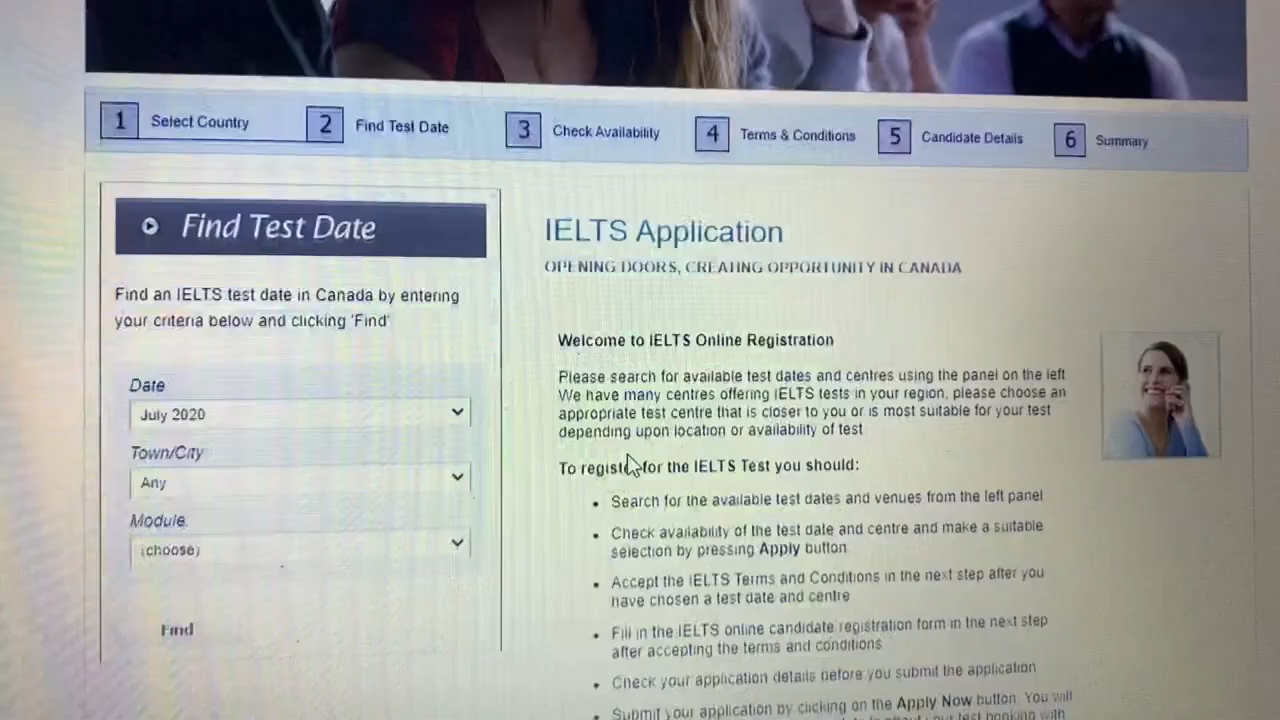 1 Select Country 2 Find Test Date 3 Check Availability 4 Terms & Conditions 5 Candidate Details 6 Summary
Find Test Date
Find an IELTS test date in Canada by entering
your criteria below and clicking 'Find'
Date
July 2020
Town/City
Any
Module
(choose)
Find
IELTS Application
OPENING DOORS, CREATING OPPORTUNITY IN CANADA
Welcome to IELTS Online Registration
Please search for available test dates and centres using the panel on the left
We have many centres offering IELTS tests in your region, please choose an
appropriate test centre that is closer to you or is most suitable for your test
depending upon location or availability of test
To register for the IELTS Test you should:
Search for the available test dates and venues from the left panel
Check availability of the test date and centre and make a suitable
selection by pressing Apply button
Accept the IELTS Terms and Conditions in the next step after you
have chosen a test date and centre
Fill in the IELTS online candidate registration form in the next step
after accepting the terms and conditions
Check your application details before you submit the application
Submit your application by clicking on the Apply Now button. You will
your test booking with